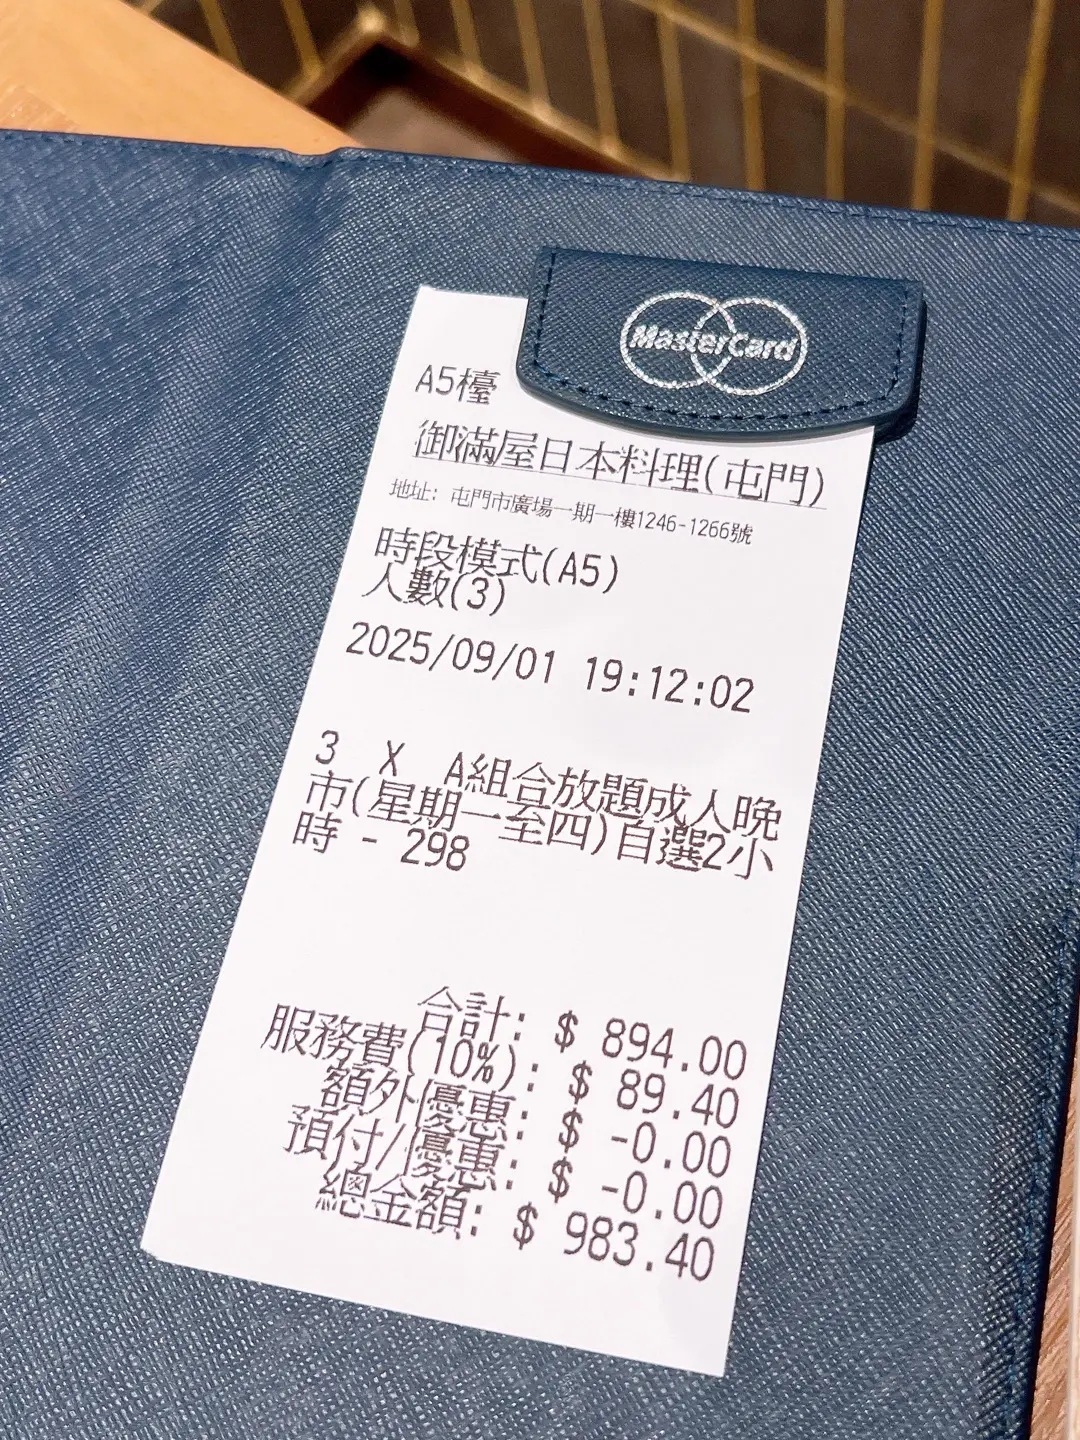 MasterCard
A5檯
御滿屋日本料理(屯門)
地址: 屯門市廣場一期一樓1246-1266號
時段模式(A5)
人數(3)
2025/09/01 19:12:02
3 X A組合放題成人晚
市(星期一至四)自選2小
時 - 298
合計: $ 894.00
服務費(10%): $ 89.40
額外優惠: $ -0.00
預付/優惠: $ -0.00
總金額: $ 983.40